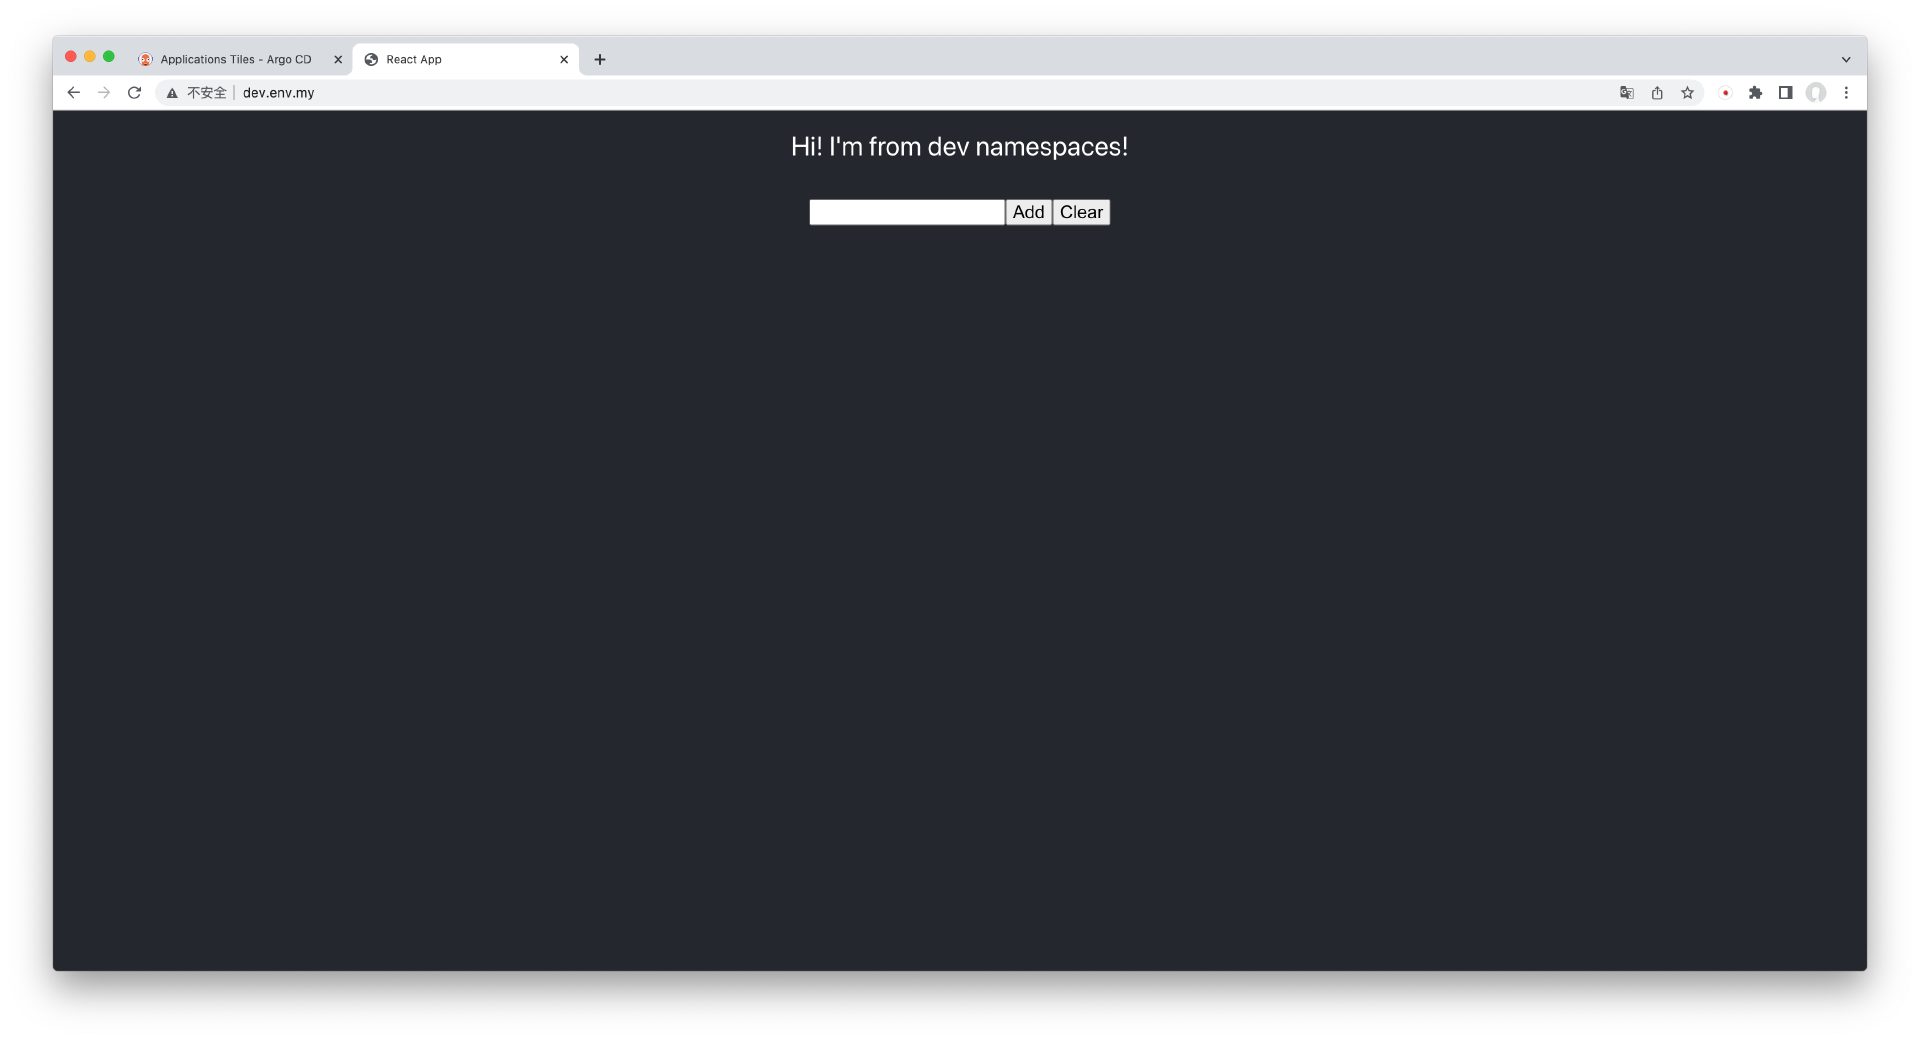 Applications Tiles - Argo CD
React App
不安全 dev.env.my
Hi! I'm from dev namespaces!
Add Clear